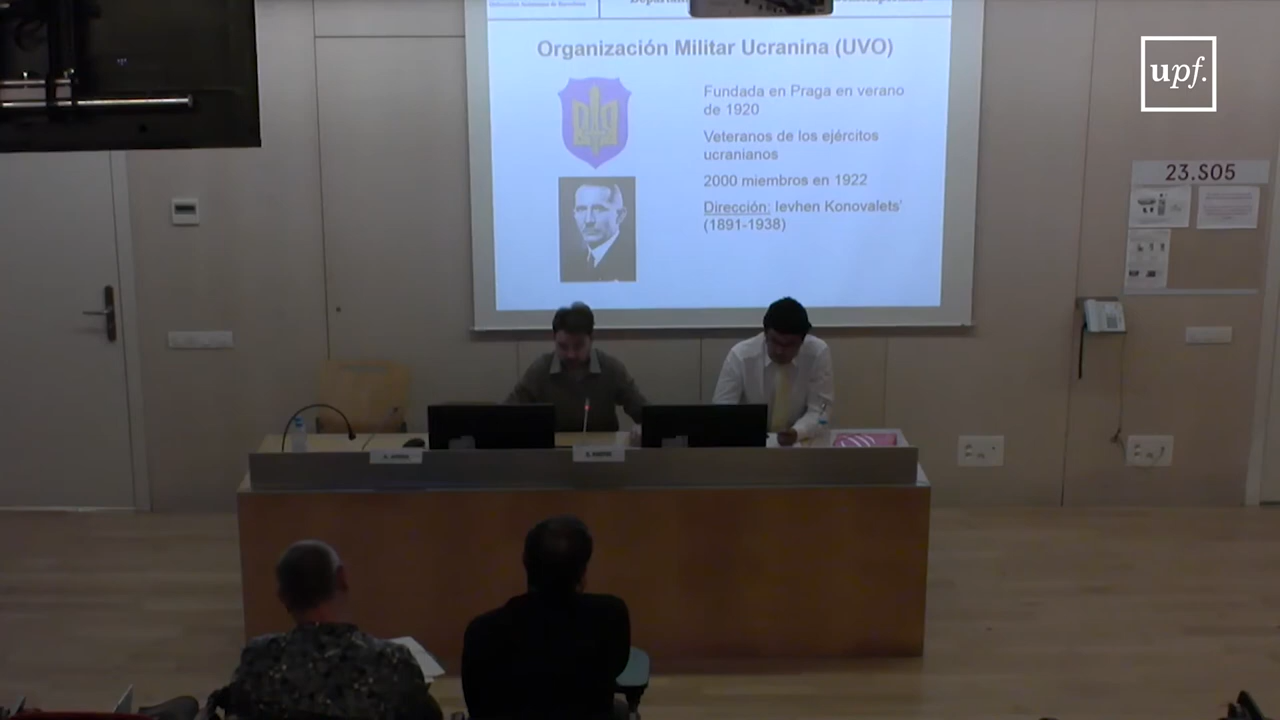 Organización Militar Ucranina (UVO)
Fundada en Praga en verano
de 1920
Veteranos de los ejércitos
ucranianos
2000 miembros en 1922
Dirección: Ievhen Konovalets'
(1891-1938)
upf.
23.S05